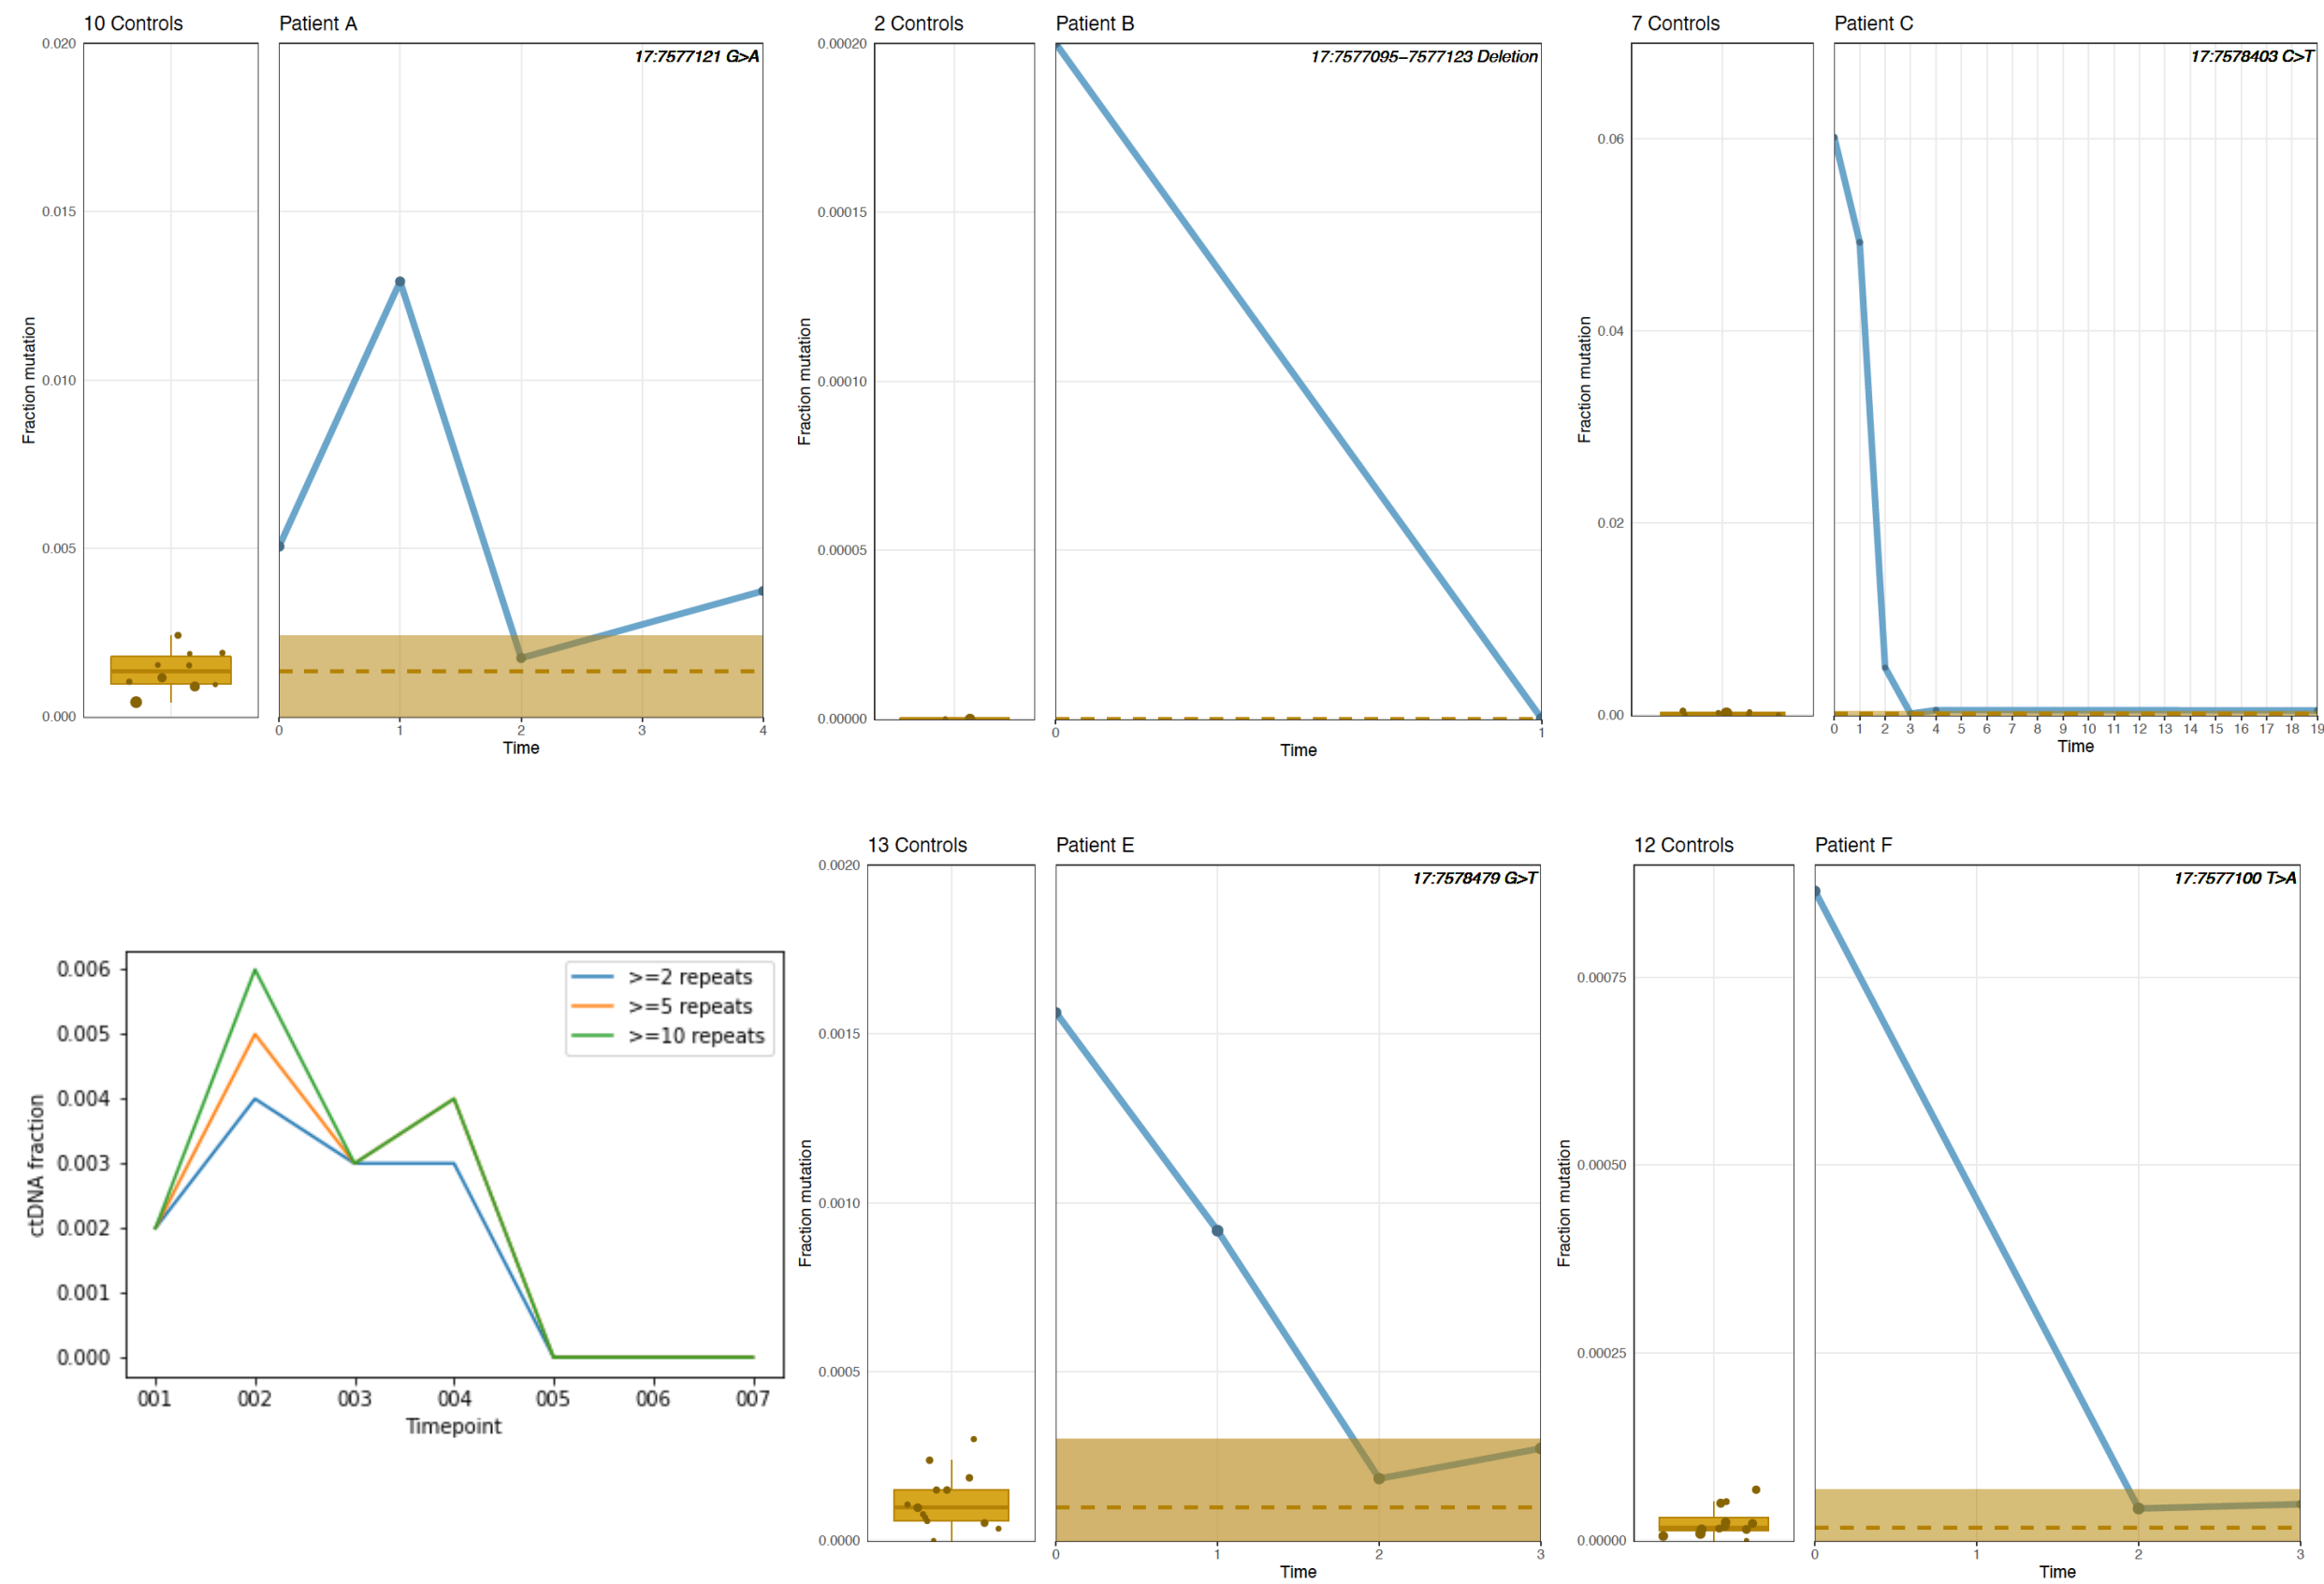 10 Controls
Patient A
17:7577121 G>A
Fraction mutation
0.020
0.015
0.010
0.005
0.000
0 1 2 3 4
Time
2 Controls
Patient B
17:7577095–7577123 Deletion
Fraction mutation
0.00020
0.00015
0.00010
0.00005
0.00000
0 1
Time
7 Controls
Patient C
17:7578403 C>T
Fraction mutation
0.06
0.04
0.02
0.00
0 1 2 3 4 5 6 7 8 9 10 11 12 13 14 15 16 17 18 19
Time
>=2 repeats
>=5 repeats
>=10 repeats
ctDNA fraction
0.006
0.005
0.004
0.003
0.002
0.001
0.000
001 002 003 004 005 006 007
Timepoint
13 Controls
Patient E
17:7578479 G>T
Fraction mutation
0.0020
0.0015
0.0010
0.0005
0.0000
0 1 2 3
Time
12 Controls
Patient F
17:7577100 T>A
Fraction mutation
0.00075
0.00050
0.00025
0.00000
0 1 2 3
Time